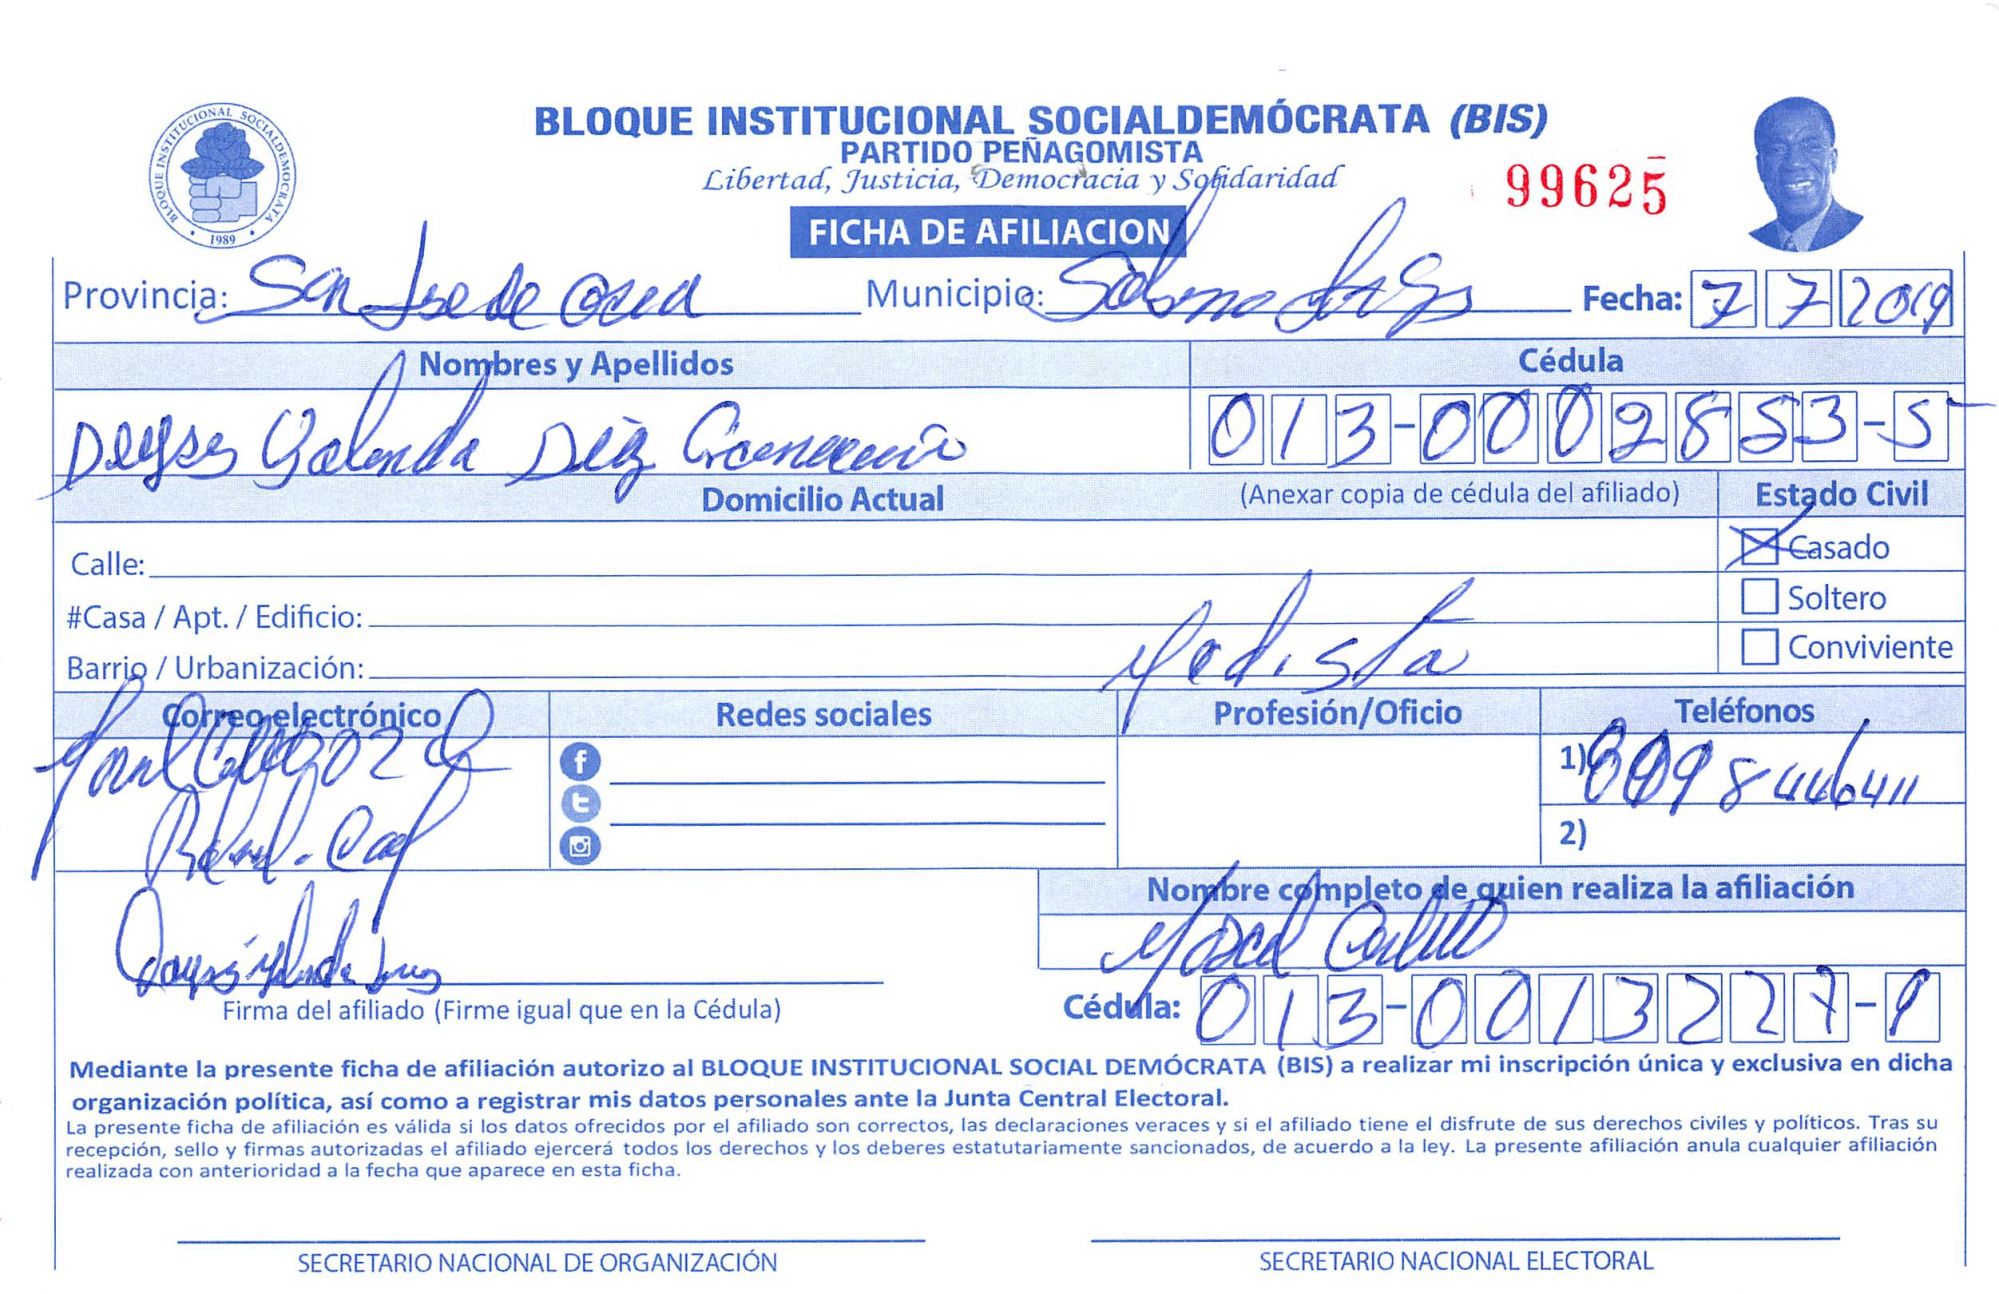 BLOQUE INSTITUCIONAL SOCIALDEMÓCRATA (BIS)
PARTIDO PEÑAGOMISTA
Libertad, Justicia, Democracia y Solidaridad
99625
BLOQUE INSTITUCIONAL SOCIALDEMOCRATA
1989
FICHA DE AFILIACION
Provincia: San Jose de Ocoa Municipio: Sabana Larga Fecha: 7 7 2019
Nombres y Apellidos Cédula
Yolanda 013-0002853-5
Domicilio Actual (Anexar copia de cédula del afiliado) Estado Civil
Calle: Casado
#Casa / Apt. / Edificio: Soltero
Barrio / Urbanización: Modista Conviviente
Correo electrónico Redes sociales Profesión/Oficio Teléfonos
1) 8446411
2)
Nombre completo de quien realiza la afiliación
Firma del afiliado (Firme igual que en la Cédula) Cédula: 013-0013227-9
Mediante la presente ficha de afiliación autorizo al BLOQUE INSTITUCIONAL SOCIAL DEMÓCRATA (BIS) a realizar mi inscripción única y exclusiva en dicha
organización política, así como a registrar mis datos personales ante la Junta Central Electoral.
La presente ficha de afiliación es válida si los datos ofrecidos por el afiliado son correctos, las declaraciones veraces y si el afiliado tiene el disfrute de sus derechos civiles y políticos. Tras su
recepción, sello y firmas autorizadas el afiliado ejercerá todos los derechos y los deberes estatutariamente sancionados, de acuerdo a la ley. La presente afiliación anula cualquier afiliación
realizada con anterioridad a la fecha que aparece en esta ficha.
SECRETARIO NACIONAL DE ORGANIZACIÓN SECRETARIO NACIONAL ELECTORAL